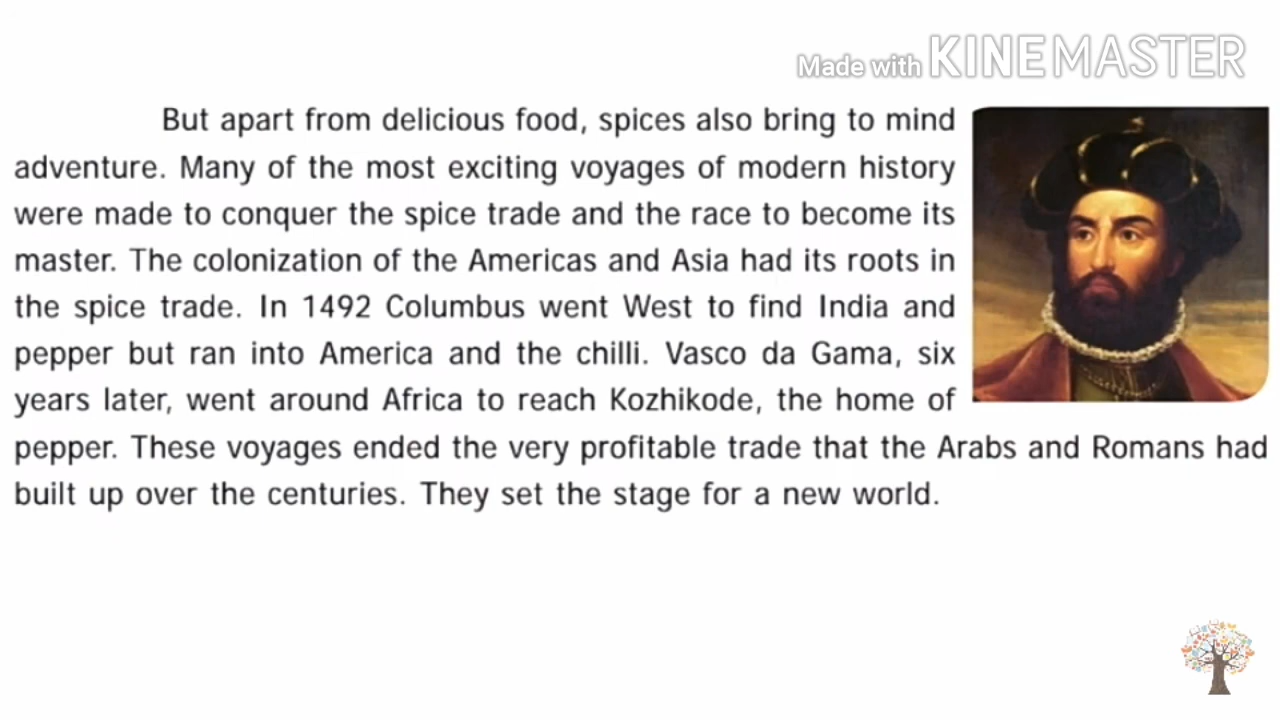 Made with KINEMASTER
But apart from delicious food, spices also bring to mind
adventure. Many of the most exciting voyages of modern history
were made to conquer the spice trade and the race to become its
master. The colonization of the Americas and Asia had its roots in
the spice trade. In 1492 Columbus went West to find India and
pepper but ran into America and the chilli. Vasco da Gama, six
years later, went around Africa to reach Kozhikode, the home of
pepper. These voyages ended the very profitable trade that the Arabs and Romans had
built up over the centuries. They set the stage for a new world.